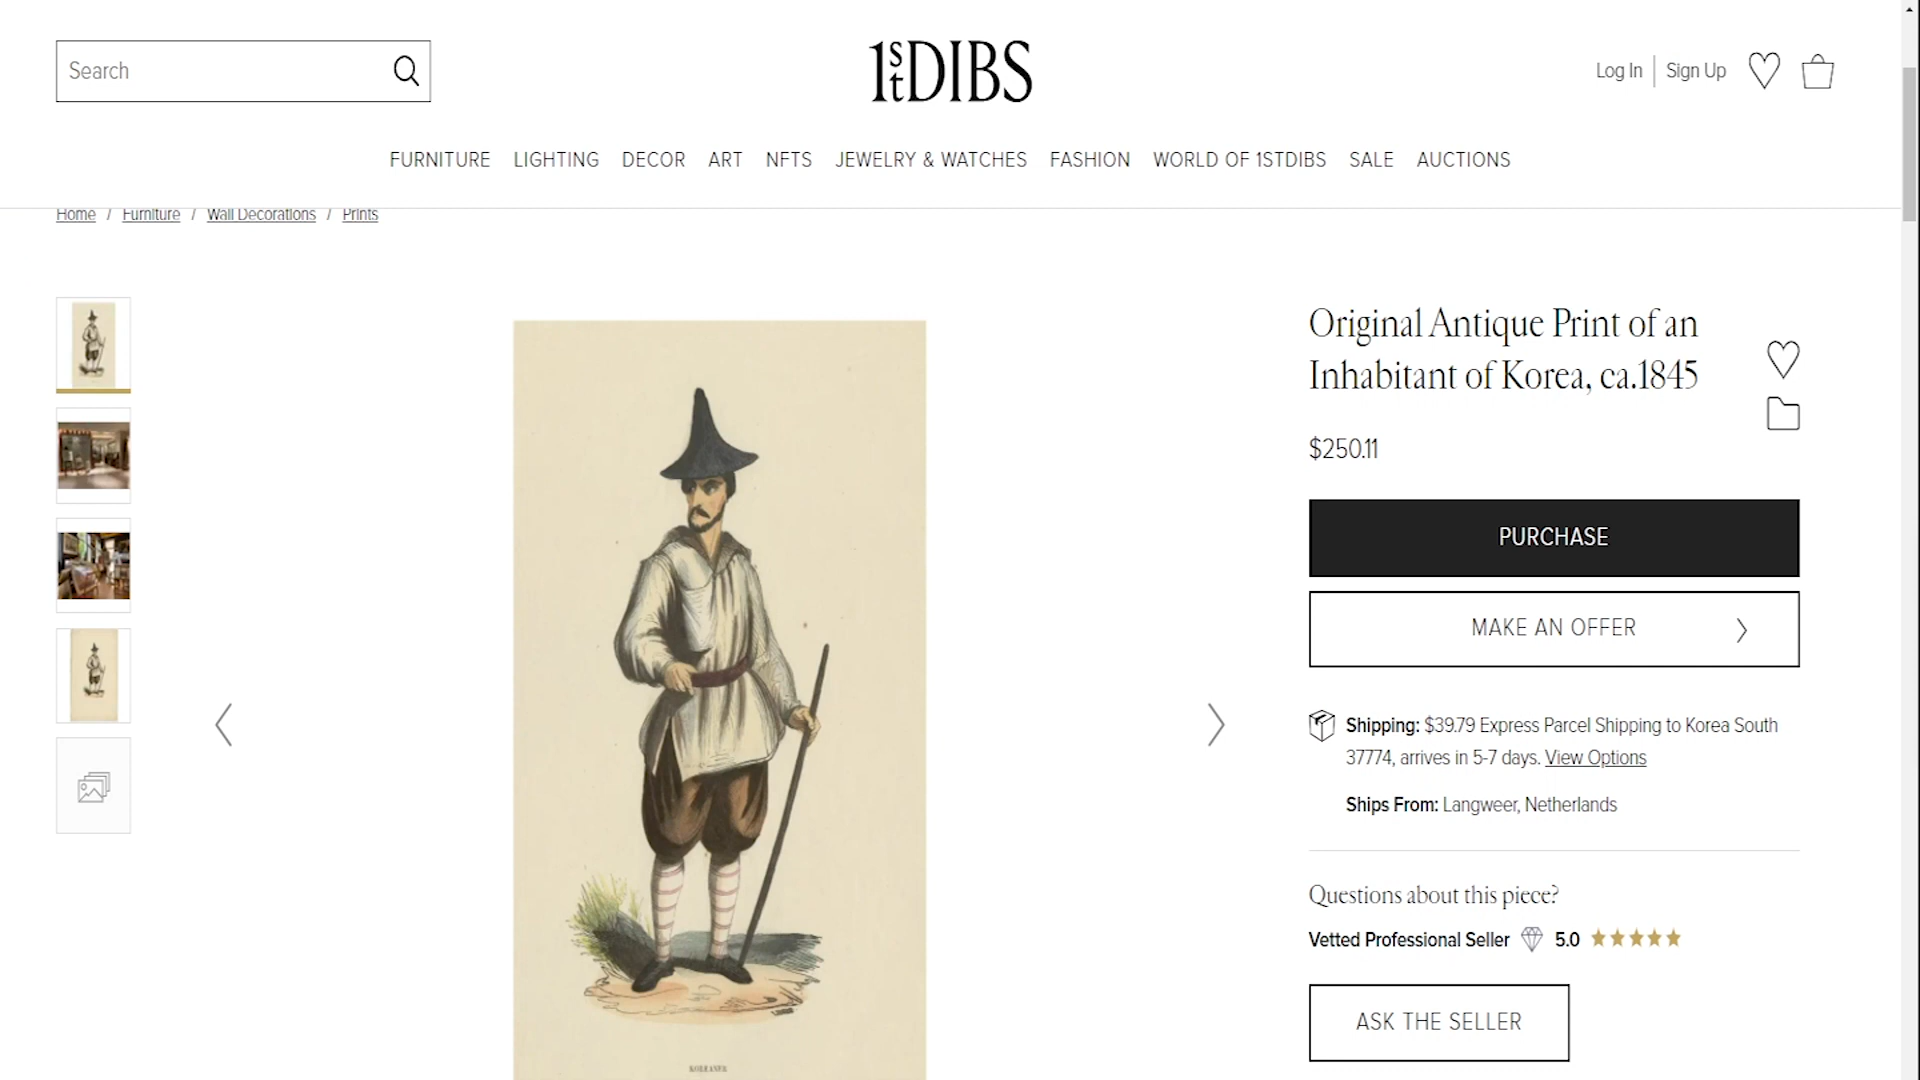 Search
1stDIBS
Log In
Sign Up
FURNITURE LIGHTING DECOR ART NFTS JEWELRY & WATCHES FASHION WORLD OF 1STDIBS SALE AUCTIONS
Home / Furniture / Wall Decorations / Prints
Original Antique Print of an
Inhabitant of Korea, ca.1845
$250.11
PURCHASE
MAKE AN OFFER
Shipping: $39.79 Express Parcel Shipping to Korea South
37774, arrives in 5-7 days. View Options
Ships From: Langweer, Netherlands
Questions about this piece?
Vetted Professional Seller 5.0
ASK THE SELLER